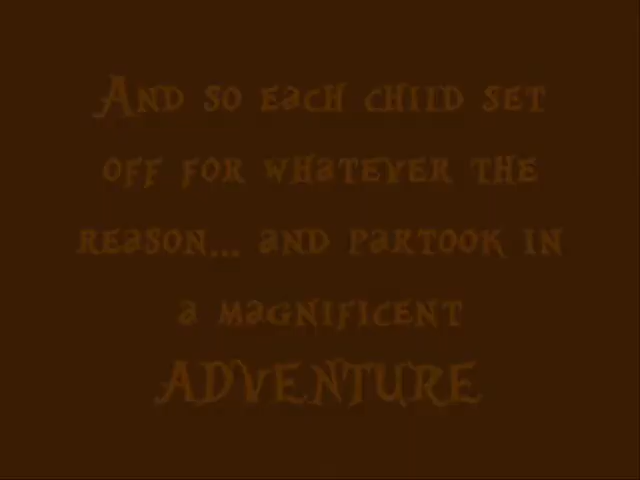 And so each child set
off for whatever the
reason... and partook in
a magnificent
ADVENTURE